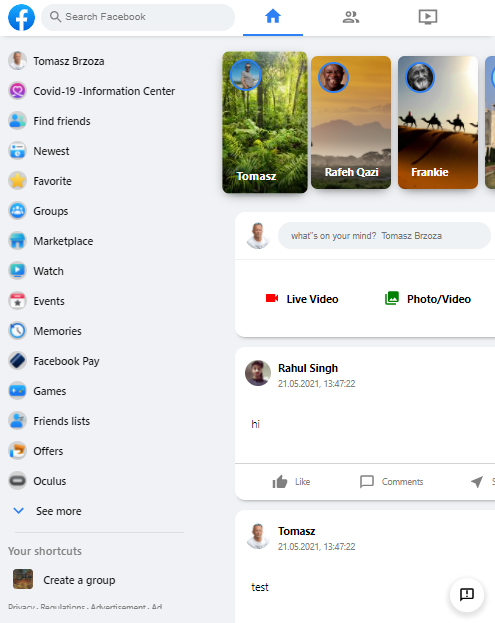 Search Facebook
Tomasz Brzoza
Covid-19 -Information Center
Find friends
Newest
Favorite
Groups
Marketplace
Watch
Events
Memories
Facebook Pay
Games
Friends lists
Offers
Oculus
See more
Your shortcuts
Create a group
Privacy · Regulations · Advertisement · Ad
Tomasz
Rafeh Qazi
Frankie
what"s on your mind? Tomasz Brzoza
Live Video
Photo/Video
Rahul Singh
21.05.2021, 13:47:22
hi
Like
Comments
S
Tomasz
21.05.2021, 13:47:22
test